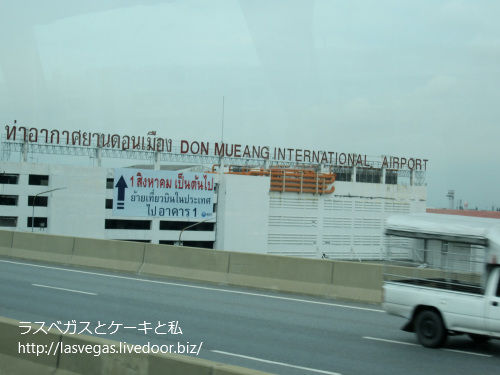 ท่าอากาศยานดอนเมือง DON MUEANG INTERNATIONAL AIRPORT
1 สิงหาคม เป็นต้นไป
ย้ายเที่ยวบินในประเทศ
ไป อาคาร 1
ラスベガスとケーキと私
http://lasvegas.livedoor.biz/